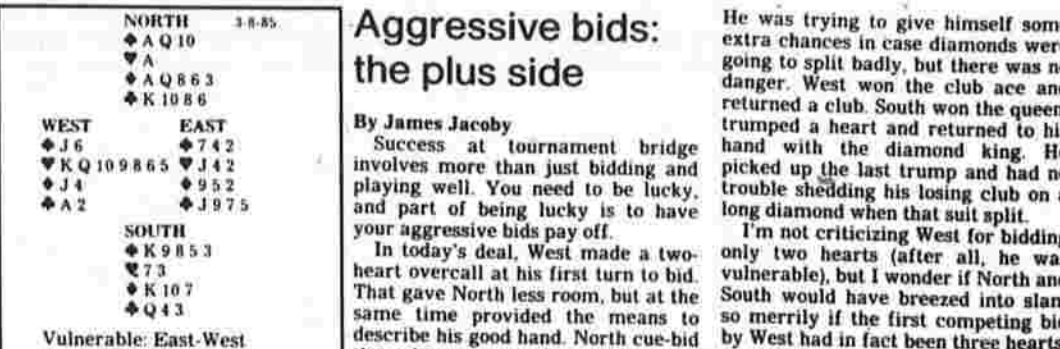 NORTH 3-8-85
♠ A Q 10
♥ A
♦ A Q 8 6 3
♣ K 10 8 6
WEST EAST
♠ J 6 ♠ 7 4 2
♥ K Q 10 9 8 6 5 ♥ J 4 2
♦ J 4 ♦ 9 5 2
♣ A 2 ♣ J 9 7 5
SOUTH
♠ K 9 8 5 3
♥ 7 3
♦ K 10 7
♣ Q 4 3
Vulnerable: East-West
Aggressive bids:
the plus side
By James Jacoby
Success at tournament bridge
involves more than just bidding and
playing well. You need to be lucky,
and part of being lucky is to have
your aggressive bids pay off.
In today's deal, West made a two-
heart overcall at his first turn to bid.
That gave North less room, but at the
same time provided the means to
describe his good hand. North cue-bid
He was trying to give himself som
extra chances in case diamonds wer
going to split badly, but there was n
danger. West won the club ace an
returned a club. South won the queen
trumped a heart and returned to hi
hand with the diamond king. H
picked up the last trump and had n
trouble shedding his losing club on
long diamond when that suit split.
I'm not criticizing West for bidding
only two hearts (after all, he wa
vulnerable), but I wonder if North an
South would have breezed into slam
so merrily if the first competing bi
by West had in fact been three hearts